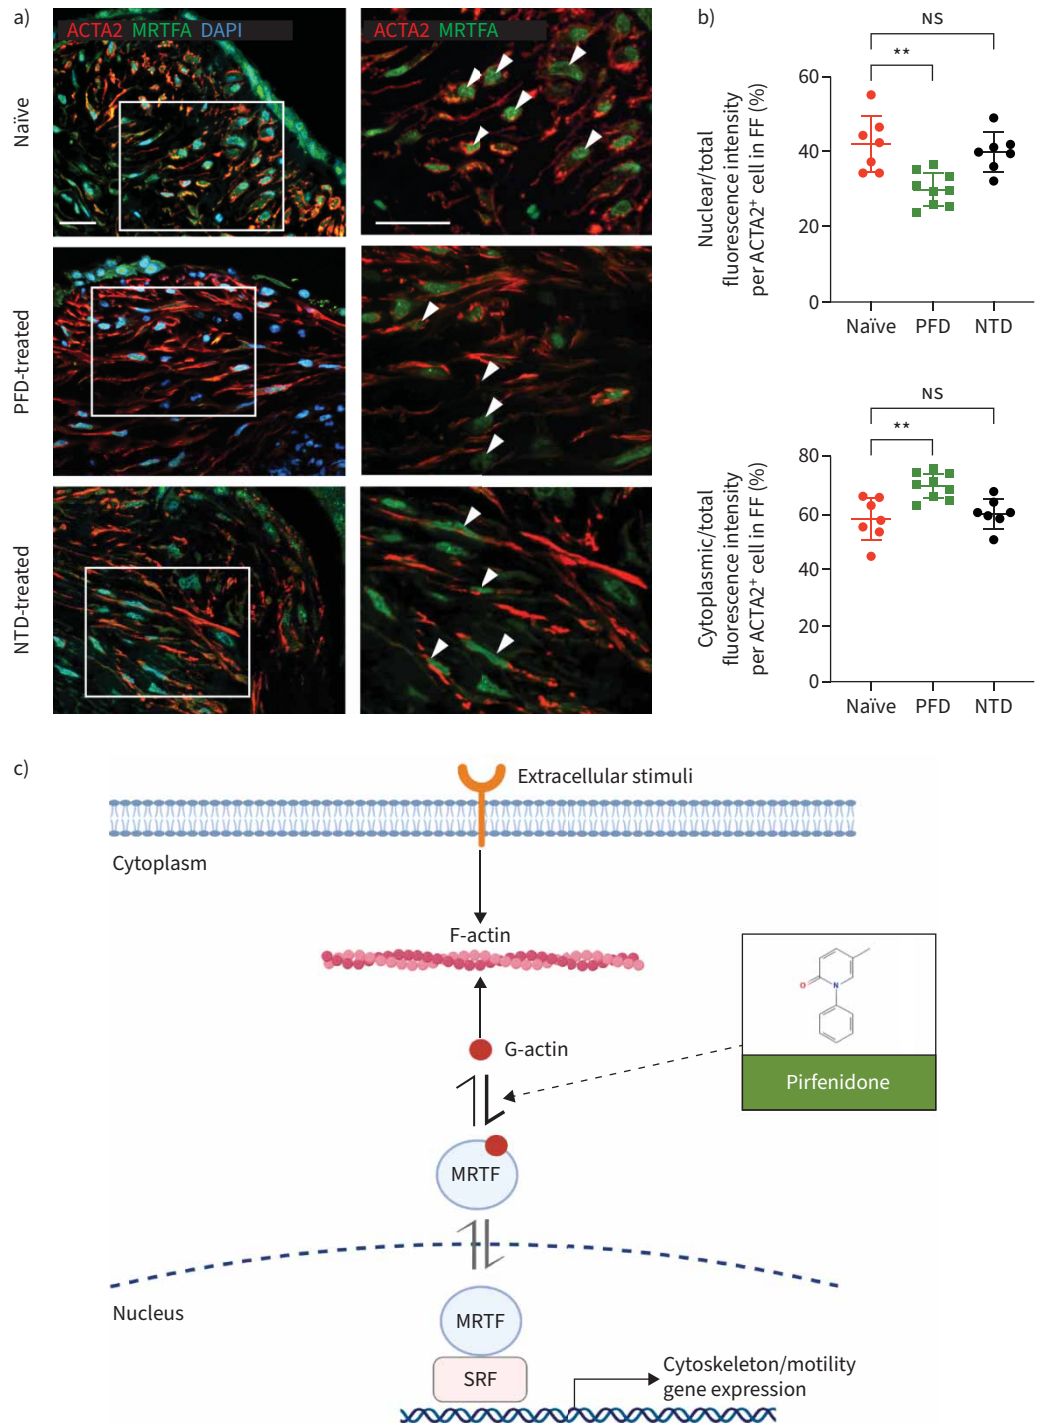 a)
ACTA2 MRTFA DAPI
ACTA2 MRTFA
Naïve
PFD-treated
NTD-treated
b)
NS
**
60
40
20
0
Nuclear/total
fluorescence intensity
per ACTA2+ cell in FF (%)
Naïve PFD NTD
NS
**
80
60
40
20
0
Cytoplasmic/total
fluorescence intensity
per ACTA2+ cell in FF (%)
Naïve PFD NTD
c)
Extracellular stimuli
Cytoplasm
F-actin
G-actin
O
N
Pirfenidone
MRTF
Nucleus
MRTF
SRF
Cytoskeleton/motility
gene expression